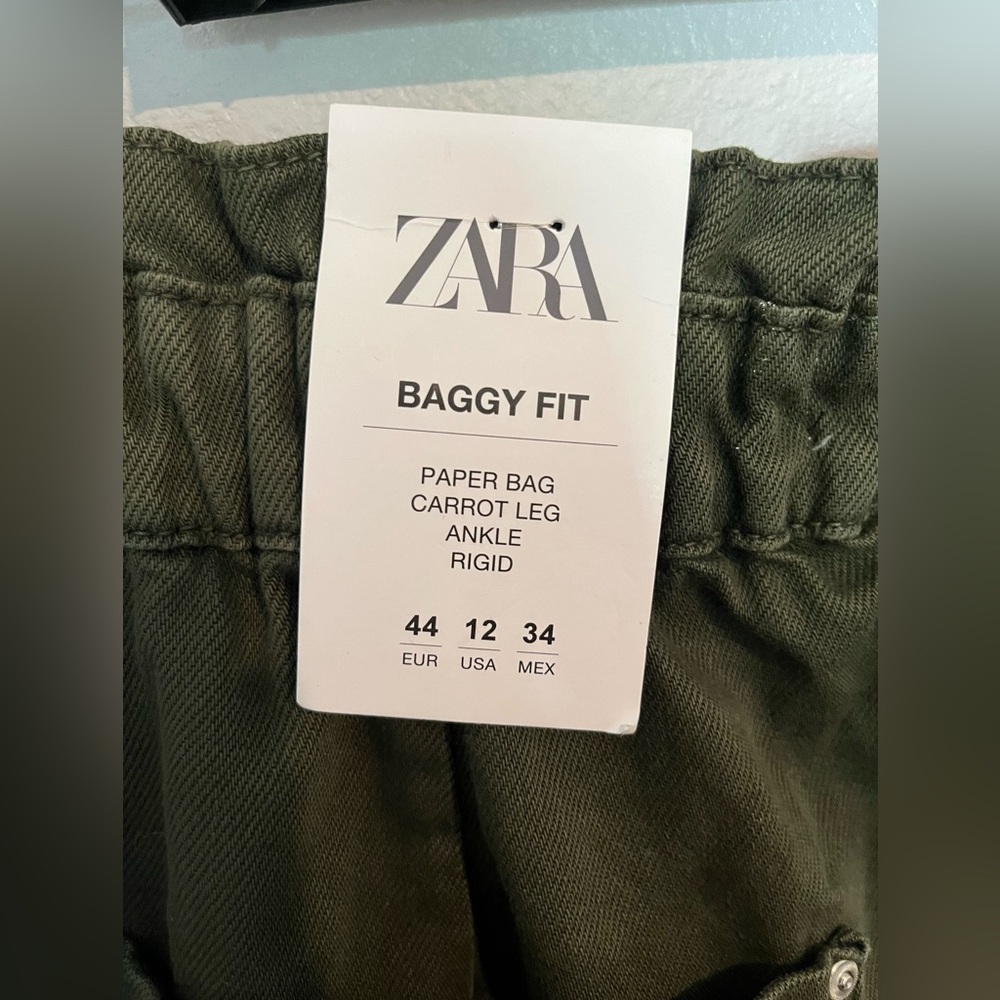 ZARA
BAGGY FIT
PAPER BAG
CARROT LEG
ANKLE
RIGID
44 12 34
EUR USA MEX